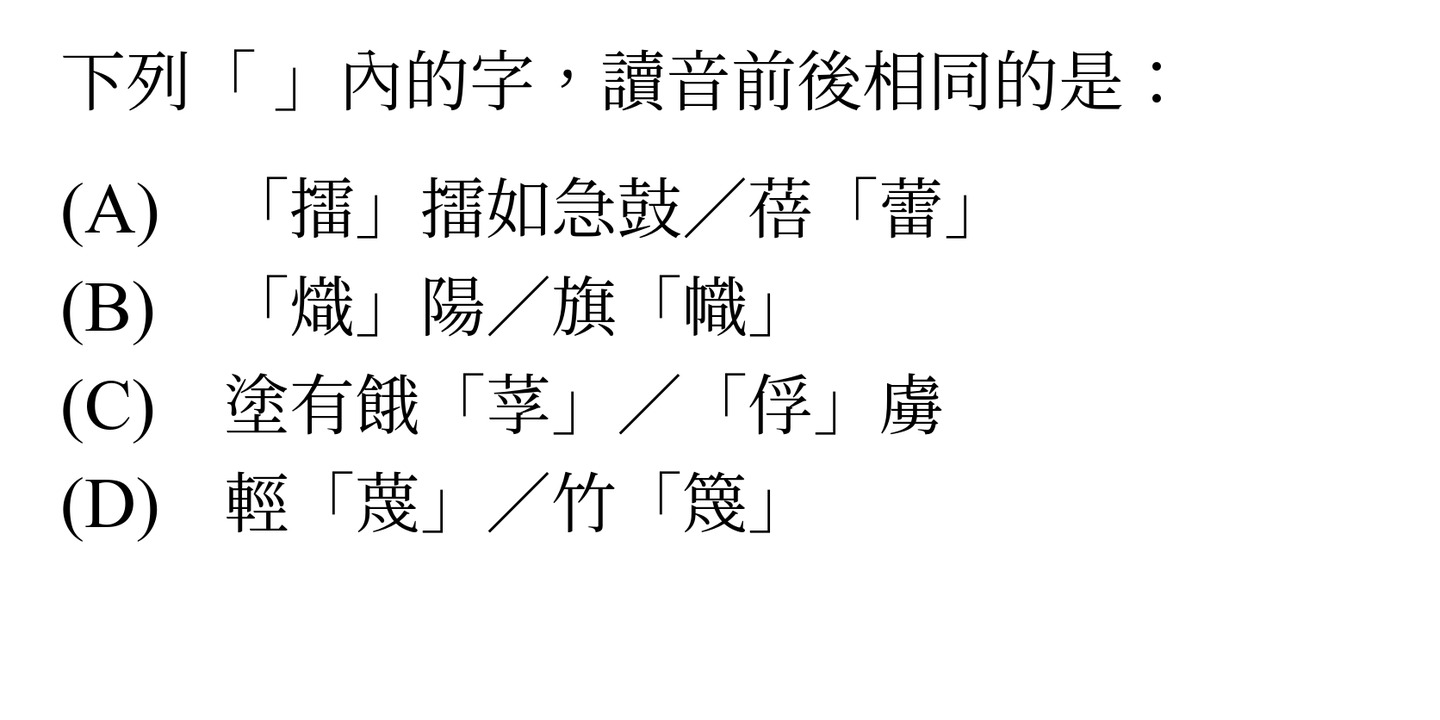 下列「 」內的字，讀音前後相同的是：
(A) 「擂」擂如急鼓／蓓「蕾」
(B) 「熾」陽／旗「幟」
(C) 塗有餓「莩」／「俘」虜
(D) 輕「蔑」／竹「篾」